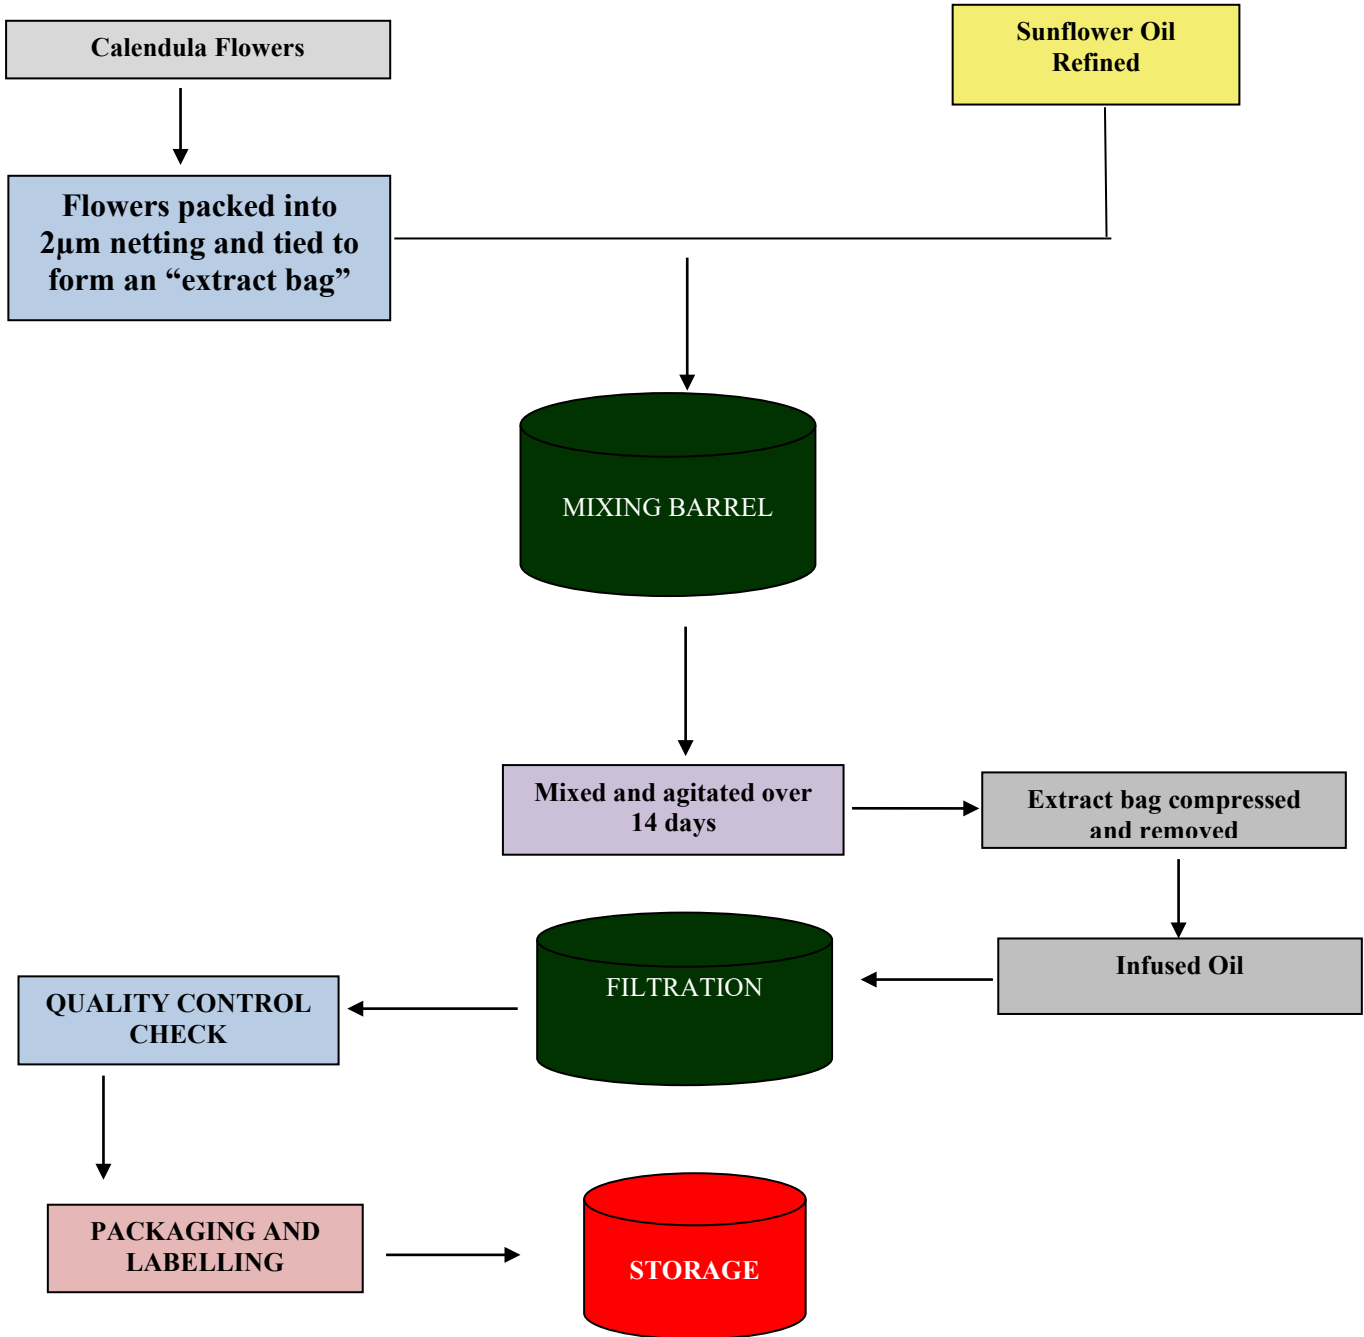 Calendula Flowers
Sunflower Oil
Refined
Flowers packed into
2µm netting and tied to
form an “extract bag”
MIXING BARREL
Mixed and agitated over
14 days
Extract bag compressed
and removed
Infused Oil
FILTRATION
QUALITY CONTROL
CHECK
PACKAGING AND
LABELLING
STORAGE